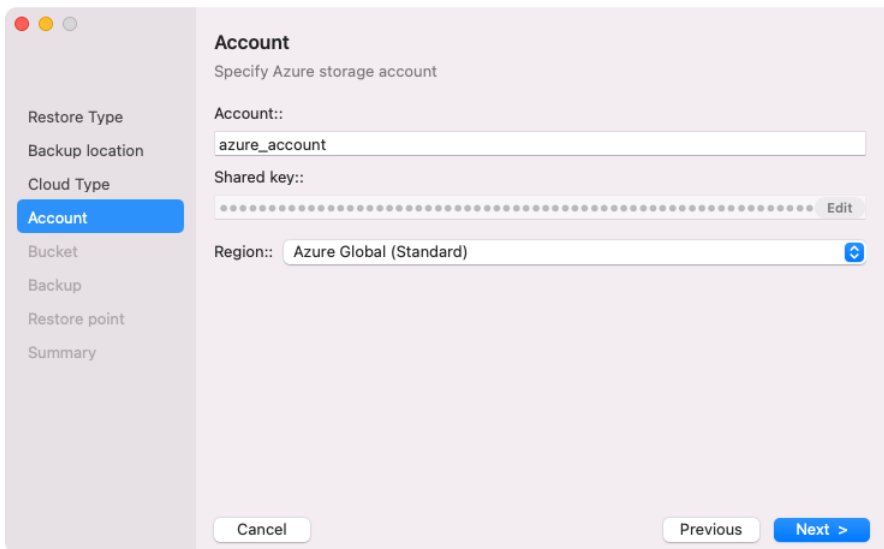 Restore Type
Backup location
Cloud Type
Account
Bucket
Backup
Restore point
Summary
Account
Specify Azure storage account
Account::
azure_account
Shared key::
Edit
Region:: Azure Global (Standard)
Cancel
Previous
Next >